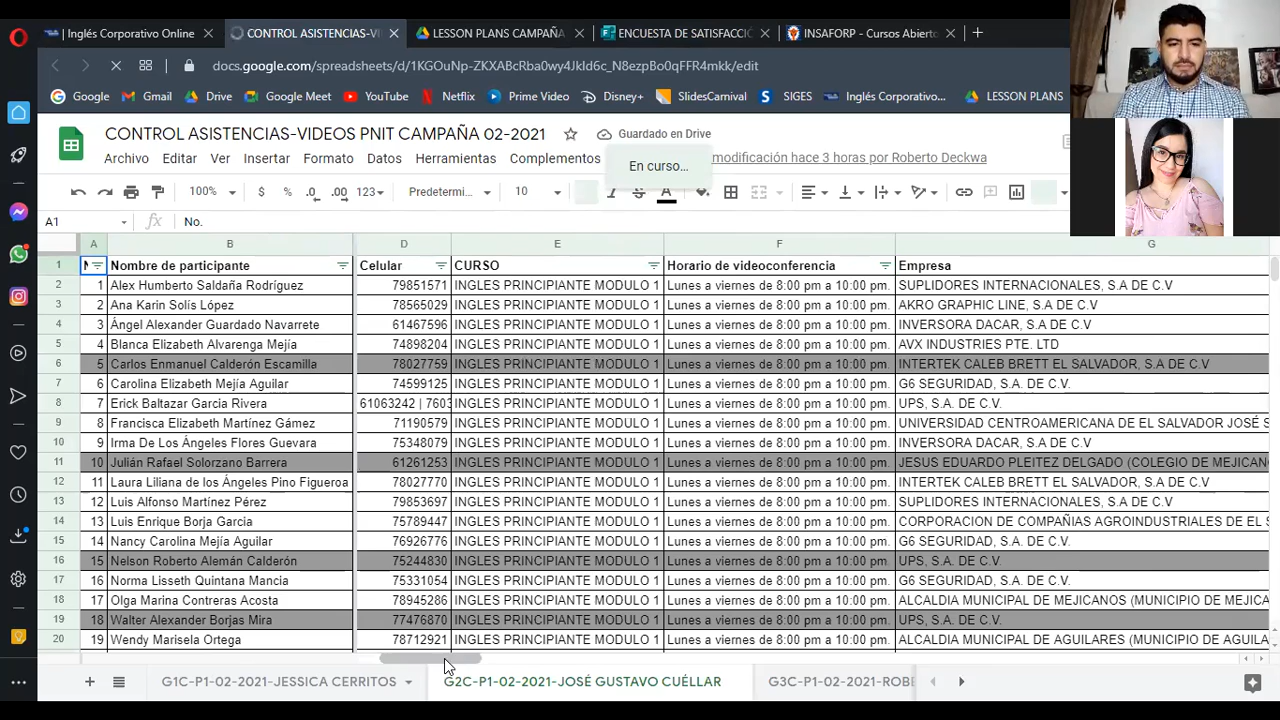 | Inglés Corporativo Online
CONTROL ASISTENCIAS-VI
LESSON PLANS CAMPAÑA
ENCUESTA DE SATISFACCI
INSAFORP - Cursos Abierto
docs.google.com/spreadsheets/d/1KGOuNp-ZKXABcRba0wy4Jkld6c_N8ezpBo0qFFR4mkk/edit
Google Gmail Drive Google Meet YouTube Netflix Prime Video Disney+ SlidesCarnival SIGES Inglés Corporativo... LESSON PLANS
CONTROL ASISTENCIAS-VIDEOS PNIT CAMPAÑA 02-2021 Guardado en Drive
Archivo Editar Ver Insertar Formato Datos Herramientas Complementos modificación hace 3 horas por Roberto Deckwa
En curso...
100% $ % .0 .00 123 Predetermi... 10 A
A1 fx No.
A B D E F G
1 Nombre de participante Celular CURSO Horario de videoconferencia Empresa
2 1 Alex Humberto Saldaña Rodríguez 79851571 INGLES PRINCIPIANTE MODULO 1 Lunes a viernes de 8:00 pm a 10:00 pm. SUPLIDORES INTERNACIONALES, S.A DE C.V
3 2 Ana Karin Solís López 78565029 INGLES PRINCIPIANTE MODULO 1 Lunes a viernes de 8:00 pm a 10:00 pm. AKRO GRAPHIC LINE, S.A DE C.V
4 3 Ángel Alexander Guardado Navarrete 61467596 INGLES PRINCIPIANTE MODULO 1 Lunes a viernes de 8:00 pm a 10:00 pm. INVERSORA DACAR, S.A DE C.V
5 4 Blanca Elizabeth Alvarenga Mejía 74898204 INGLES PRINCIPIANTE MODULO 1 Lunes a viernes de 8:00 pm a 10:00 pm. AVX INDUSTRIES PTE. LTD
6 5 Carlos Enmanuel Calderón Escamilla 78027759 INGLES PRINCIPIANTE MODULO 1 Lunes a viernes de 8:00 pm a 10:00 pm. INTERTEK CALEB BRETT EL SALVADOR, S.A DE C.V
7 6 Carolina Elizabeth Mejía Aguilar 74599125 INGLES PRINCIPIANTE MODULO 1 Lunes a viernes de 8:00 pm a 10:00 pm. G6 SEGURIDAD, S.A. DE C.V.
8 7 Erick Baltazar Garcia Rivera 61063242 | 7603 INGLES PRINCIPIANTE MODULO 1 Lunes a viernes de 8:00 pm a 10:00 pm. UPS, S.A. DE C.V.
9 8 Francisca Elizabeth Martínez Gámez 71190579 INGLES PRINCIPIANTE MODULO 1 Lunes a viernes de 8:00 pm a 10:00 pm. UNIVERSIDAD CENTROAMERICANA DE EL SALVADOR JOSÉ S
10 9 Irma De Los Ángeles Flores Guevara 75348079 INGLES PRINCIPIANTE MODULO 1 Lunes a viernes de 8:00 pm a 10:00 pm. INVERSORA DACAR, S.A DE C.V
11 10 Julián Rafael Solorzano Barrera 61261253 INGLES PRINCIPIANTE MODULO 1 Lunes a viernes de 8:00 pm a 10:00 pm. JESUS EDUARDO PLEITEZ DELGADO (COLEGIO DE MEJICAN
12 11 Laura Liliana de los Ángeles Pino Figueroa 78027770 INGLES PRINCIPIANTE MODULO 1 Lunes a viernes de 8:00 pm a 10:00 pm. INTERTEK CALEB BRETT EL SALVADOR, S.A DE C.V
13 12 Luis Alfonso Martínez Pérez 79853697 INGLES PRINCIPIANTE MODULO 1 Lunes a viernes de 8:00 pm a 10:00 pm. SUPLIDORES INTERNACIONALES, S.A DE C.V
14 13 Luis Enrique Borja Garcia 75789447 INGLES PRINCIPIANTE MODULO 1 Lunes a viernes de 8:00 pm a 10:00 pm. CORPORACION DE COMPAÑIAS AGROINDUSTRIALES DE EL S
15 14 Nancy Carolina Mejía Aguilar 76926776 INGLES PRINCIPIANTE MODULO 1 Lunes a viernes de 8:00 pm a 10:00 pm. G6 SEGURIDAD, S.A. DE C.V.
16 15 Nelson Roberto Alemán Calderón 75244830 INGLES PRINCIPIANTE MODULO 1 Lunes a viernes de 8:00 pm a 10:00 pm. UPS, S.A. DE C.V.
17 16 Norma Lisseth Quintana Mancia 75331054 INGLES PRINCIPIANTE MODULO 1 Lunes a viernes de 8:00 pm a 10:00 pm. G6 SEGURIDAD, S.A. DE C.V.
18 17 Olga Marina Contreras Acosta 78945286 INGLES PRINCIPIANTE MODULO 1 Lunes a viernes de 8:00 pm a 10:00 pm. ALCALDIA MUNICIPAL DE MEJICANOS (MUNICIPIO DE MEJICA
19 18 Walter Alexander Borjas Mira 77476870 INGLES PRINCIPIANTE MODULO 1 Lunes a viernes de 8:00 pm a 10:00 pm. UPS, S.A. DE C.V.
20 19 Wendy Marisela Ortega 78712921 INGLES PRINCIPIANTE MODULO 1 Lunes a viernes de 8:00 pm a 10:00 pm. ALCALDIA MUNICIPAL DE AGUILARES (MUNICIPIO DE AGUILA
G1C-P1-02-2021-JESSICA CERRITOS G2C-P1-02-2021-JOSÉ GUSTAVO CUÉLLAR G3C-P1-02-2021-ROBE